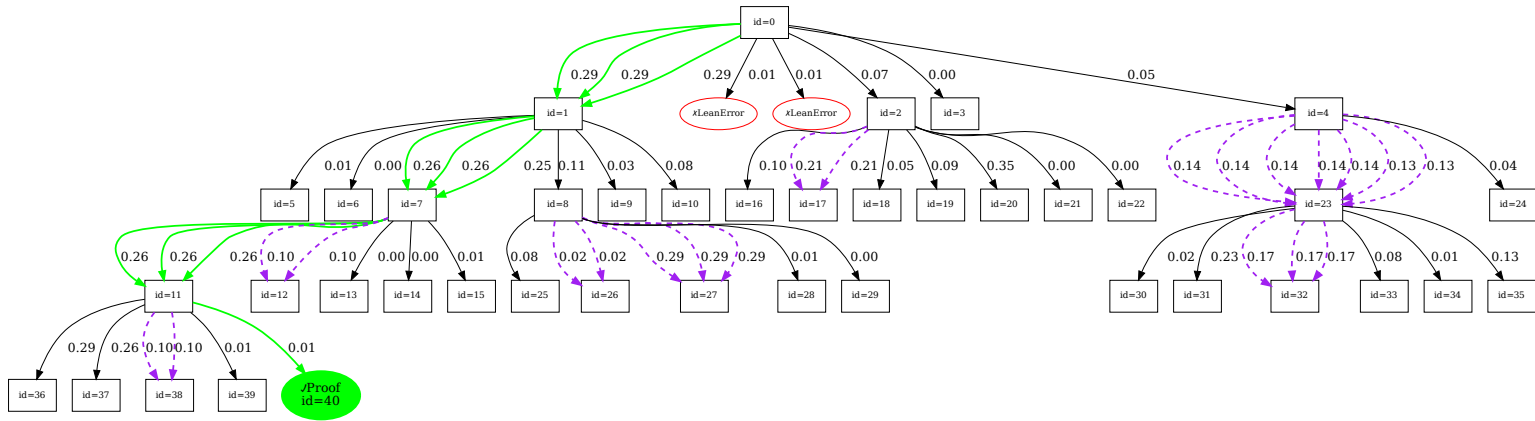 id=0
0.29
0.29
0.29
0.01
0.01
0.07
0.00
0.05
id=1
✗LeanError
✗LeanError
id=2
id=3
id=4
0.01
0.00
0.26
0.26
0.25
0.11
0.03
0.08
0.10
0.21
0.21
0.05
0.09
0.35
0.00
0.00
0.14
0.14
0.14
0.14
0.14
0.13
0.13
0.04
id=5
id=6
id=7
id=8
id=9
id=10
id=16
id=17
id=18
id=19
id=20
id=21
id=22
id=23
id=24
0.26
0.26
0.26
0.10
0.10
0.00
0.00
0.01
0.08
0.02
0.02
0.29
0.29
0.29
0.01
0.00
0.02
0.23
0.17
0.17
0.17
0.08
0.01
0.13
id=11
id=12
id=13
id=14
id=15
id=25
id=26
id=27
id=28
id=29
id=30
id=31
id=32
id=33
id=34
id=35
0.29
0.26
0.10
0.10
0.01
0.01
id=36
id=37
id=38
id=39
✓Proof
id=40